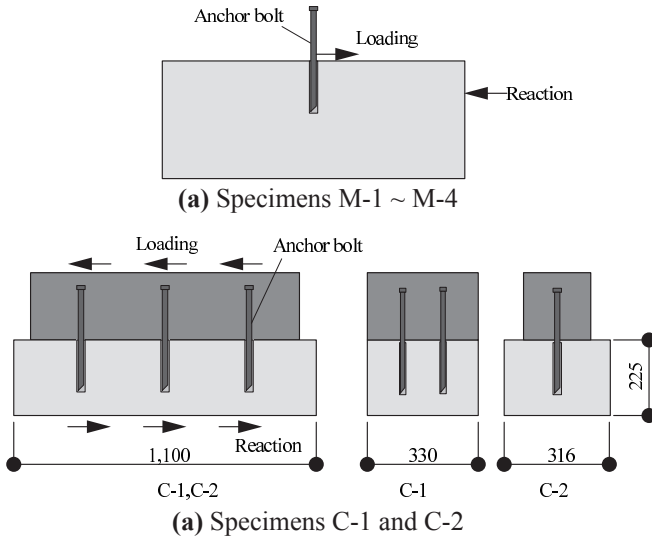 Anchor bolt
Loading
Reaction
(a) Specimens M-1 ~ M-4
Loading
Anchor bolt
Reaction
225
1,100
330
316
C-1,C-2
C-1
C-2
(a) Specimens C-1 and C-2